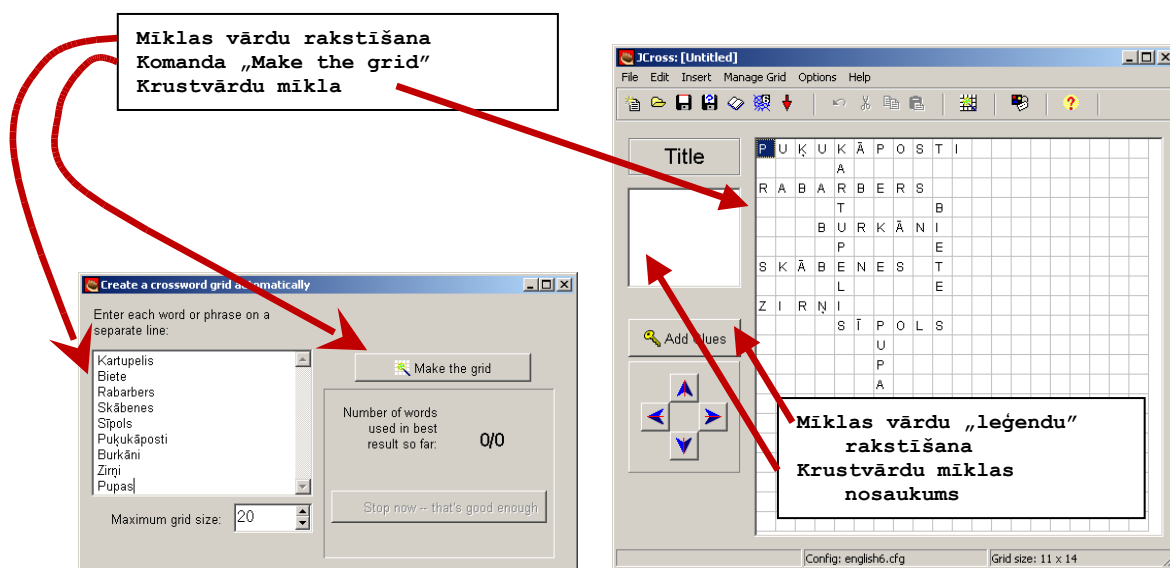 Mīklas vārdu rakstīšana
Komanda „Make the grid”
Krustvārdu mīkla
JCross: [Untitled]
File Edit Insert Manage Grid Options Help
Title
Add Clues
P U Ķ U K Ā P O S T I
A
R A B A R B E R S
T B
B U R K Ā N I
P E
S K Ā B E N E S T
L E
Z I R Ņ I
S Ī P O L S
U
P
A
Mīklas vārdu „leģendu”
rakstīšana
Krustvārdu mīklas
nosaukums
Config: english6.cfg Grid size: 11 x 14
Create a crossword grid automatically
Enter each word or phrase on a
separate line:
Kartupelis
Biete
Rabarbers
Skābenes
Sīpols
Puķukāposti
Burkāni
Zirņi
Pupas
Maximum grid size: 20
Make the grid
Number of words
used in best
result so far: 0/0
Stop now -- that's good enough